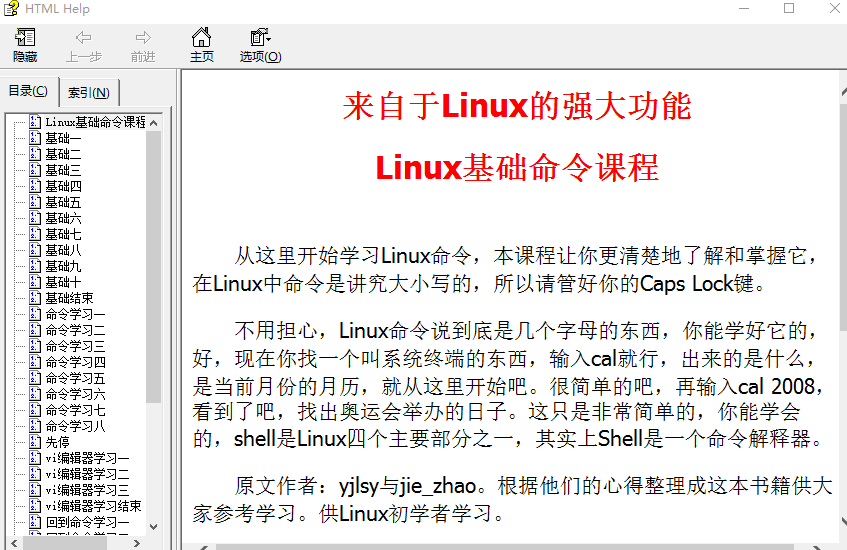 HTML Help
隐藏
上一步
前进
主页
选项(O)
目录(C)
索引(N)
Linux基础命令课程
基础一
基础二
基础三
基础四
基础五
基础六
基础七
基础八
基础九
基础十
基础结束
命令学习一
命令学习二
命令学习三
命令学习四
命令学习五
命令学习六
命令学习七
命令学习八
先停
vi编辑器学习一
vi编辑器学习二
vi编辑器学习三
vi编辑器学习结束
回到命令学习一
来自于Linux的强大功能
Linux基础命令课程
从这里开始学习Linux命令，本课程让你更清楚地了解和掌握它，
在Linux中命令是讲究大小写的，所以请管好你的Caps Lock键。
不用担心，Linux命令说到底是几个字母的东西，你能学好它的，
好，现在你找一个叫系统终端的东西，输入cal就行，出来的是什么，
是当前月份的月历，就从这里开始吧。很简单的吧，再输入cal 2008，
看到了吧，找出奥运会举办的日子。这只是非常简单的，你能学会
的，shell是Linux四个主要部分之一，其实上Shell是一个命令解释器。
原文作者：yjlsy与jie_zhao。根据他们的心得整理成这本书籍供大
家参考学习。供Linux初学者学习。